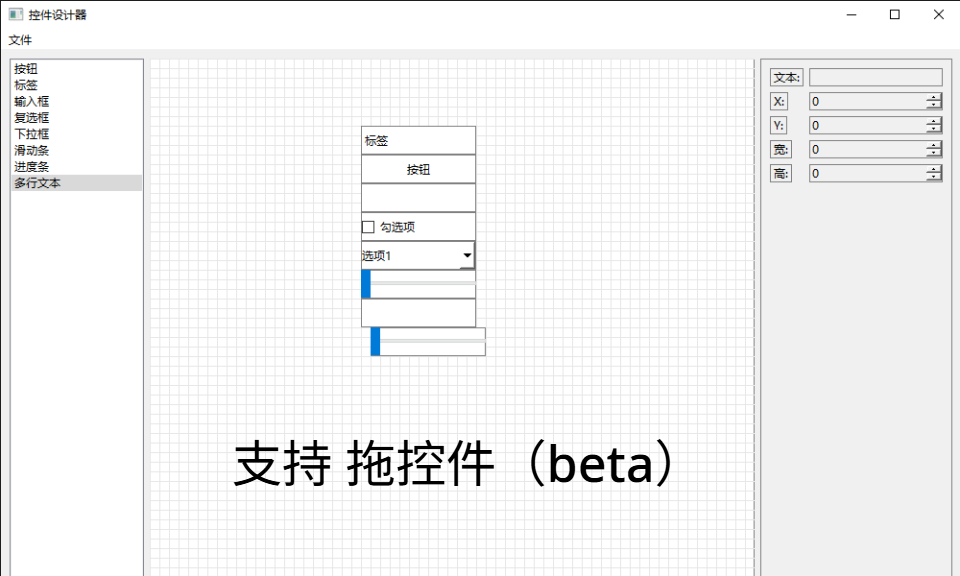 控件设计器
文件
按钮
标签
输入框
复选框
下拉框
滑动条
进度条
多行文本
标签
按钮
勾选项
选项1
支持 拖控件（beta）
文本:
X: 0
Y: 0
宽: 0
高: 0